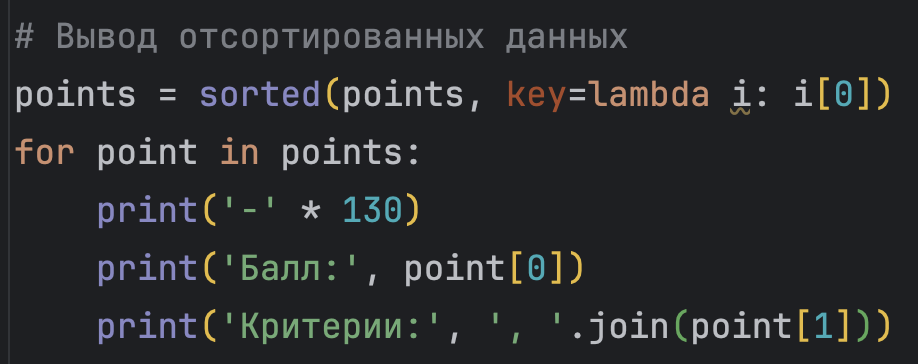 # Вывод отсортированных данных
points = sorted(points, key=lambda i: i[0])
for point in points:
    print('-' * 130)
    print('Балл:', point[0])
    print('Критерии:', ', '.join(point[1]))